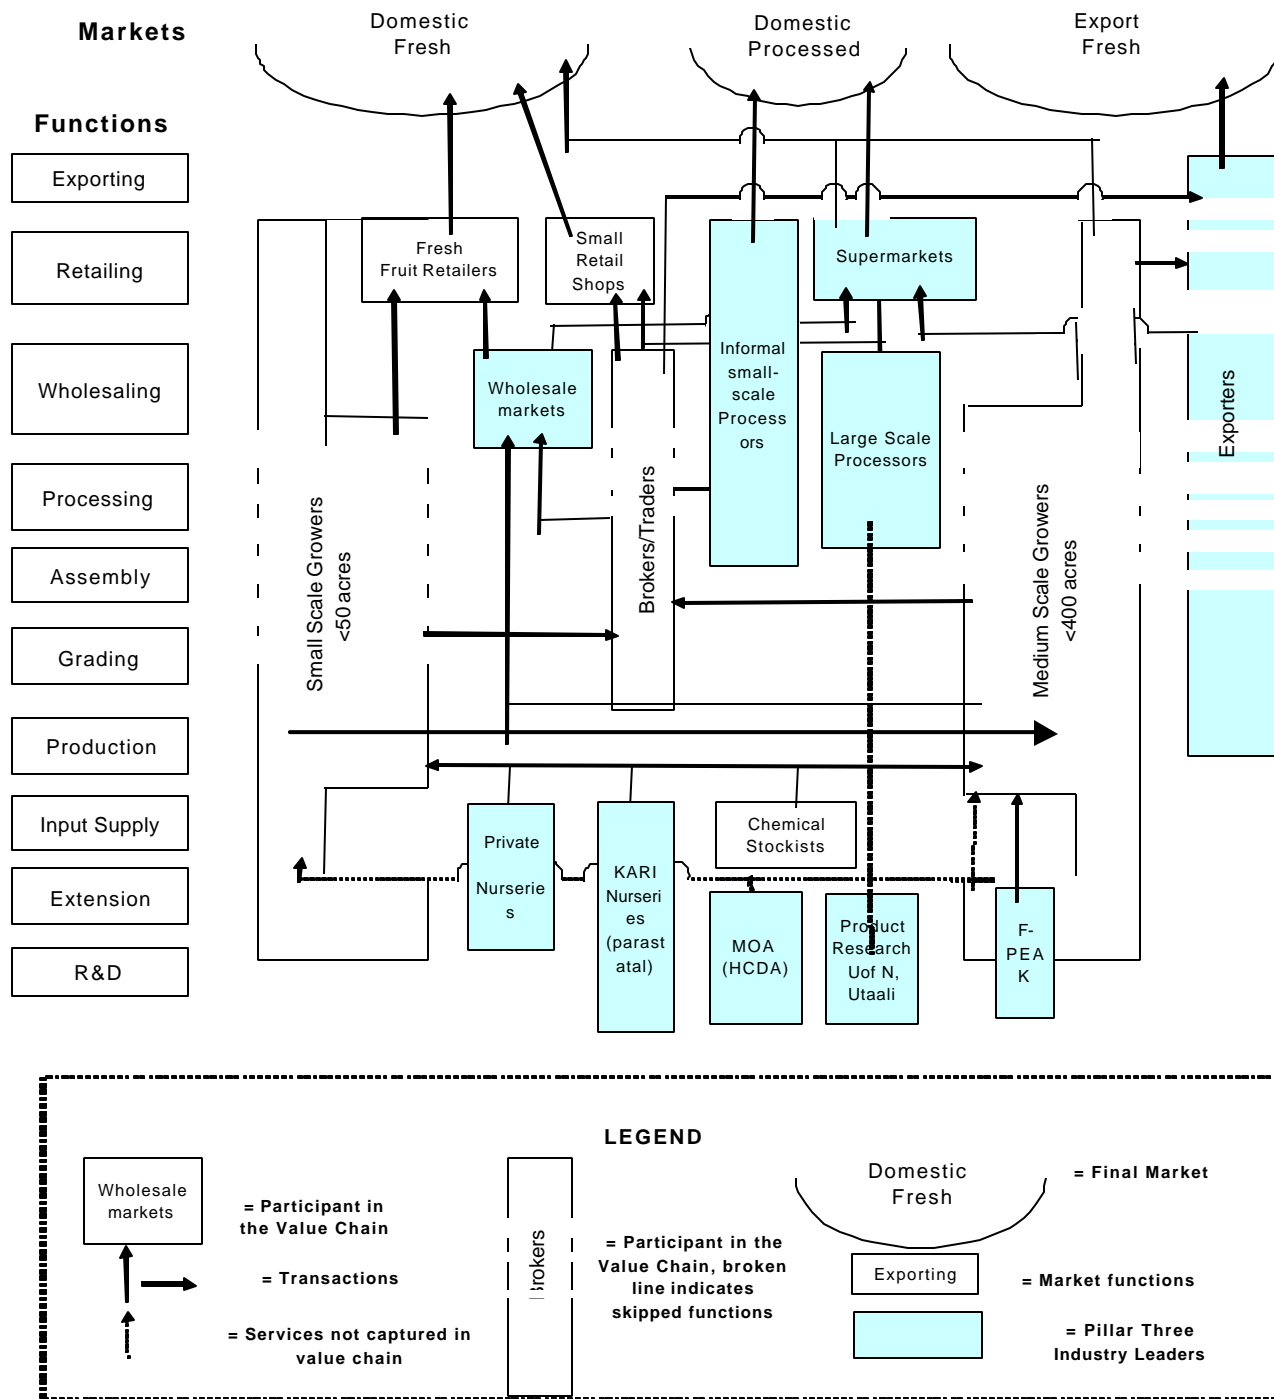 Markets
Domestic
Fresh
Domestic
Processed
Export
Fresh
Functions
Exporting
Retailing
Wholesaling
Processing
Assembly
Grading
Production
Input Supply
Extension
R&D
Fresh
Fruit Retailers
Small
Retail
Shops
Supermarkets
Wholesale
markets
Informal
small-
scale
Process
ors
Large Scale
Processors
Small Scale Growers
<50 acres
Brokers/Traders
Medium Scale Growers
<400 acres
Exporters
Private
Nurserie
s
KARI
Nurseri
es
(parast
atal)
Chemical
Stockists
MOA
(HCDA)
Product
Research
Uof N,
Utaali
F-
PEA
K
LEGEND
Wholesale
markets
= Participant in
the Value Chain
= Transactions
= Services not captured in
value chain
Brokers
= Participant in the
Value Chain, broken
line indicates
skipped functions
Domestic
Fresh
= Final Market
Exporting
= Market functions
= Pillar Three
Industry Leaders